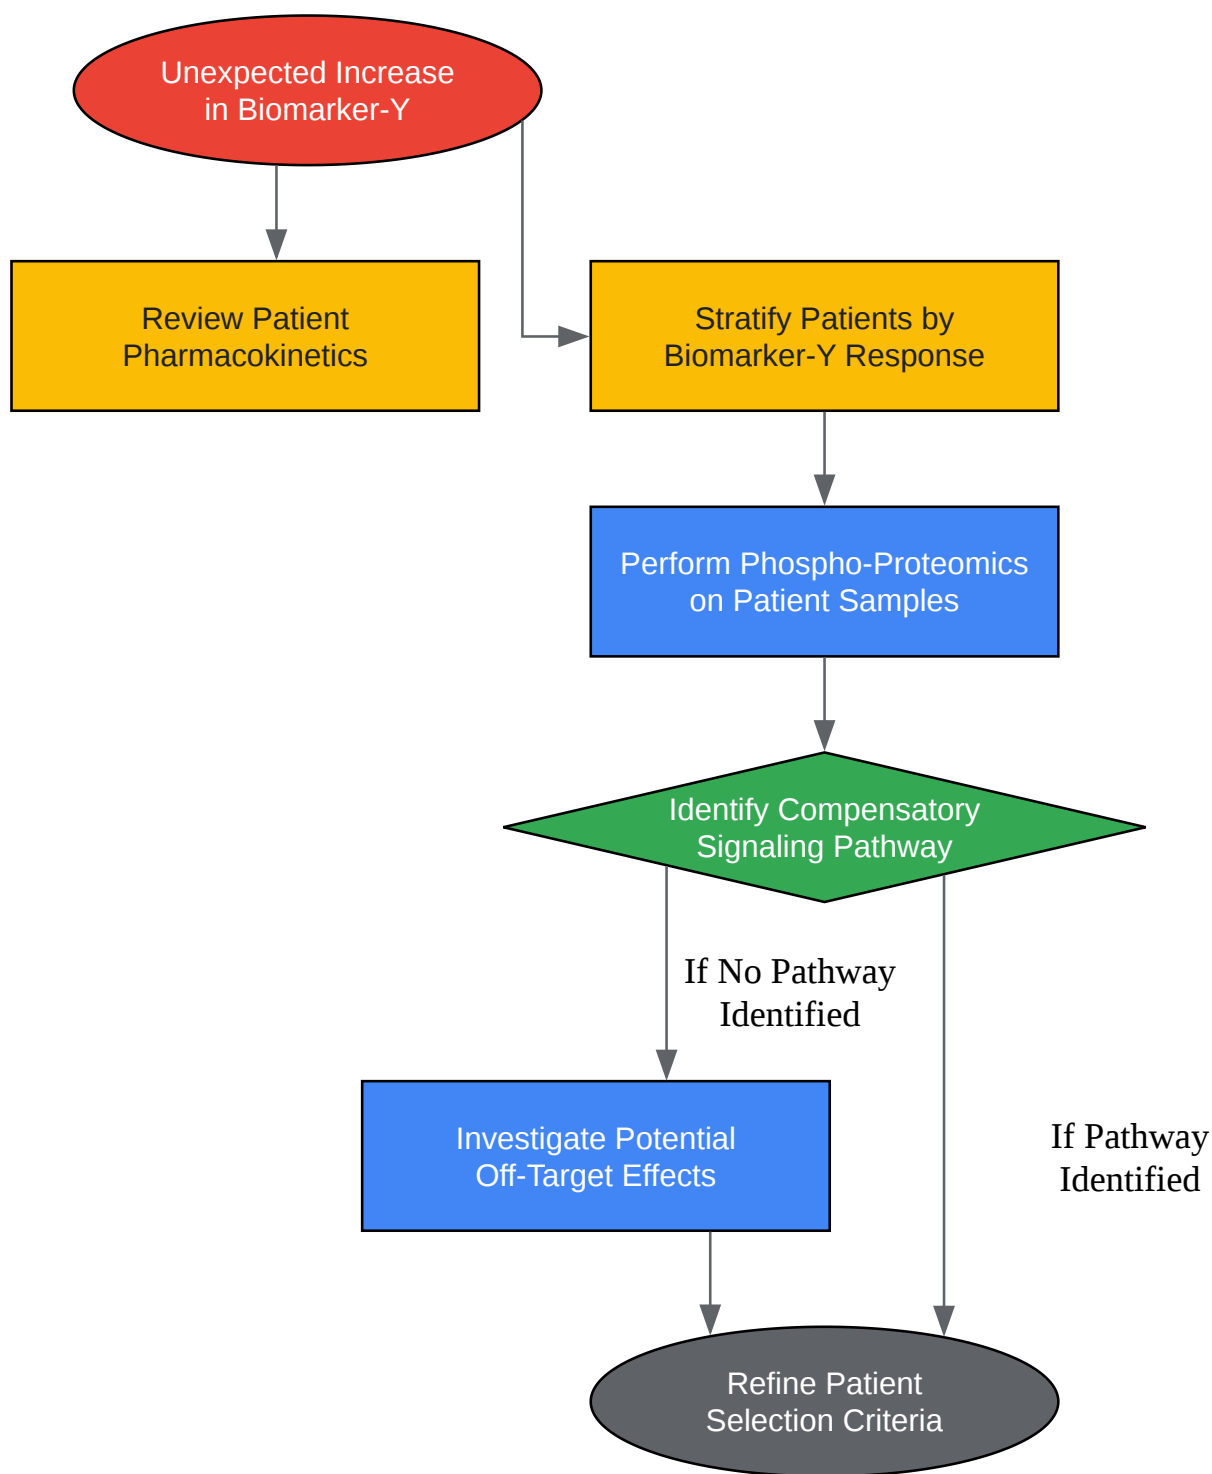 Unexpected Increase
in Biomarker-Y
Review Patient
Pharmacokinetics
Stratify Patients by
Biomarker-Y Response
Perform Phospho-Proteomics
on Patient Samples
Identify Compensatory
Signaling Pathway
If No Pathway
Identified
Investigate Potential
Off-Target Effects
If Pathway
Identified
Refine Patient
Selection Criteria